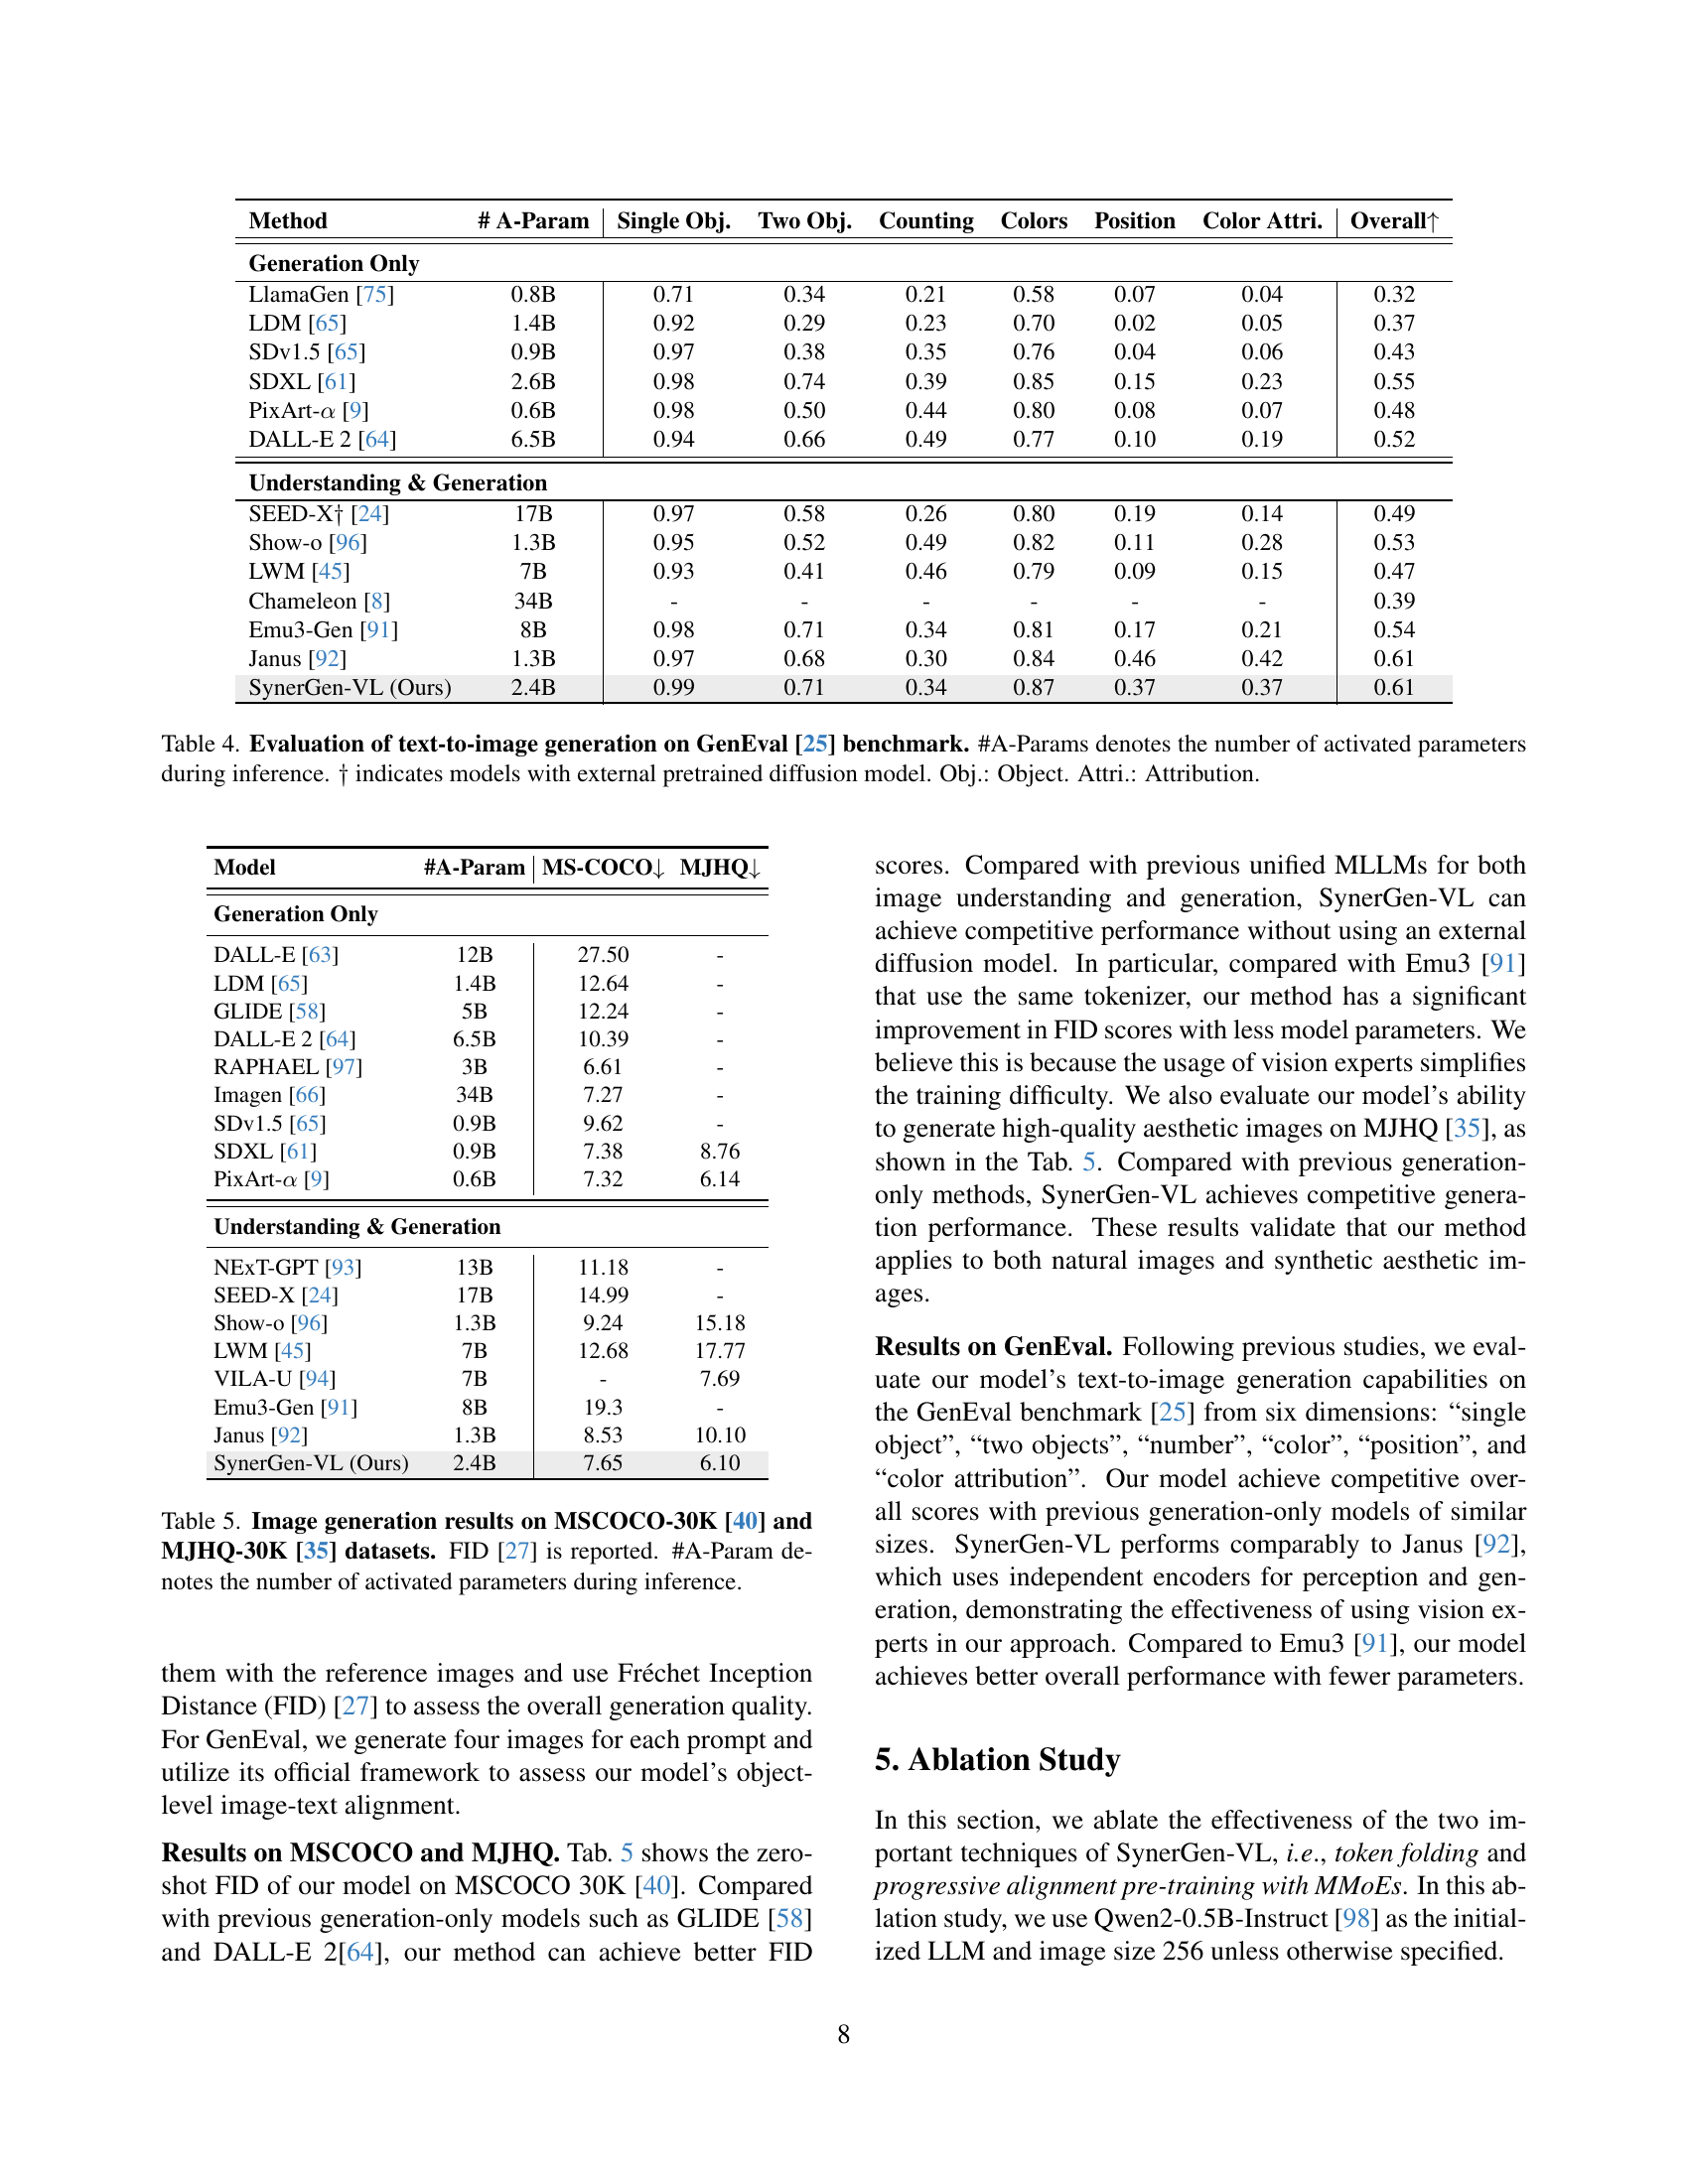 Method # A-Param Single Obj. Two Obj. Counting Colors Position Color Attri. Overall↑
Generation Only
LlamaGen [75] 0.8B 0.71 0.34 0.21 0.58 0.07 0.04 0.32
LDM [65] 1.4B 0.92 0.29 0.23 0.70 0.02 0.05 0.37
SDv1.5 [65] 0.9B 0.97 0.38 0.35 0.76 0.04 0.06 0.43
SDXL [61] 2.6B 0.98 0.74 0.39 0.85 0.15 0.23 0.55
PixArt-α [9] 0.6B 0.98 0.50 0.44 0.80 0.08 0.07 0.48
DALL-E 2 [64] 6.5B 0.94 0.66 0.49 0.77 0.10 0.19 0.52
Understanding & Generation
SEED-X† [24] 17B 0.97 0.58 0.26 0.80 0.19 0.14 0.49
Show-o [96] 1.3B 0.95 0.52 0.49 0.82 0.11 0.28 0.53
LWM [45] 7B 0.93 0.41 0.46 0.79 0.09 0.15 0.47
Chameleon [8] 34B - - - - - - 0.39
Emu3-Gen [91] 8B 0.98 0.71 0.34 0.81 0.17 0.21 0.54
Janus [92] 1.3B 0.97 0.68 0.30 0.84 0.46 0.42 0.61
SynerGen-VL (Ours) 2.4B 0.99 0.71 0.34 0.87 0.37 0.37 0.61
Table 4. Evaluation of text-to-image generation on GenEval [25] benchmark. #A-Params denotes the number of activated parameters
during inference. † indicates models with external pretrained diffusion model. Obj.: Object. Attri.: Attribution.
Model #A-Param MS-COCO↓ MJHQ↓
Generation Only
DALL-E [63] 12B 27.50 -
LDM [65] 1.4B 12.64 -
GLIDE [58] 5B 12.24 -
DALL-E 2 [64] 6.5B 10.39 -
RAPHAEL [97] 3B 6.61 -
Imagen [66] 34B 7.27 -
SDv1.5 [65] 0.9B 9.62 -
SDXL [61] 0.9B 7.38 8.76
PixArt-α [9] 0.6B 7.32 6.14
Understanding & Generation
NExT-GPT [93] 13B 11.18 -
SEED-X [24] 17B 14.99 -
Show-o [96] 1.3B 9.24 15.18
LWM [45] 7B 12.68 17.77
VILA-U [94] 7B - 7.69
Emu3-Gen [91] 8B 19.3 -
Janus [92] 1.3B 8.53 10.10
SynerGen-VL (Ours) 2.4B 7.65 6.10
Table 5. Image generation results on MSCOCO-30K [40] and
MJHQ-30K [35] datasets. FID [27] is reported. #A-Param de-
notes the number of activated parameters during inference.
them with the reference images and use Fréchet Inception
Distance (FID) [27] to assess the overall generation quality.
For GenEval, we generate four images for each prompt and
utilize its official framework to assess our model's object-
level image-text alignment.
Results on MSCOCO and MJHQ. Tab. 5 shows the zero-
shot FID of our model on MSCOCO 30K [40]. Compared
with previous generation-only models such as GLIDE [58]
and DALL-E 2[64], our method can achieve better FID
scores. Compared with previous unified MLLMs for both
image understanding and generation, SynerGen-VL can
achieve competitive performance without using an external
diffusion model. In particular, compared with Emu3 [91]
that use the same tokenizer, our method has a significant
improvement in FID scores with less model parameters. We
believe this is because the usage of vision experts simplifies
the training difficulty. We also evaluate our model's ability
to generate high-quality aesthetic images on MJHQ [35], as
shown in the Tab. 5. Compared with previous generation-
only methods, SynerGen-VL achieves competitive genera-
tion performance. These results validate that our method
applies to both natural images and synthetic aesthetic im-
ages.
Results on GenEval. Following previous studies, we eval-
uate our model's text-to-image generation capabilities on
the GenEval benchmark [25] from six dimensions: “single
object”, “two objects”, “number”, “color”, “position”, and
“color attribution”. Our model achieve competitive over-
all scores with previous generation-only models of similar
sizes. SynerGen-VL performs comparably to Janus [92],
which uses independent encoders for perception and gen-
eration, demonstrating the effectiveness of using vision ex-
perts in our approach. Compared to Emu3 [91], our model
achieves better overall performance with fewer parameters.
5. Ablation Study
In this section, we ablate the effectiveness of the two im-
portant techniques of SynerGen-VL, i.e., token folding and
progressive alignment pre-training with MMoEs. In this ab-
lation study, we use Qwen2-0.5B-Instruct [98] as the initial-
ized LLM and image size 256 unless otherwise specified.
8